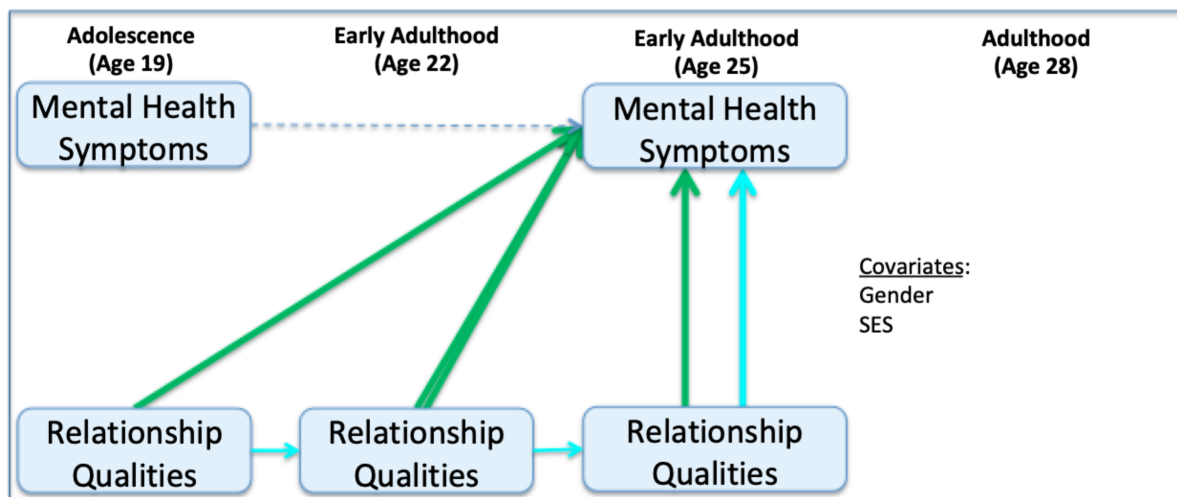 Adolescence
(Age 19)
Early Adulthood
(Age 22)
Early Adulthood
(Age 25)
Adulthood
(Age 28)
Mental Health
Symptoms
Mental Health
Symptoms
Covariates:
Gender
SES
Relationship
Qualities
Relationship
Qualities
Relationship
Qualities